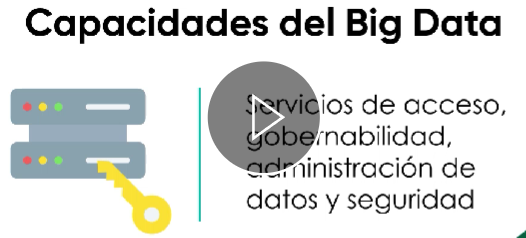 Capacidades del Big Data
Servicios de acceso,
gobernabilidad,
administración de
datos y seguridad